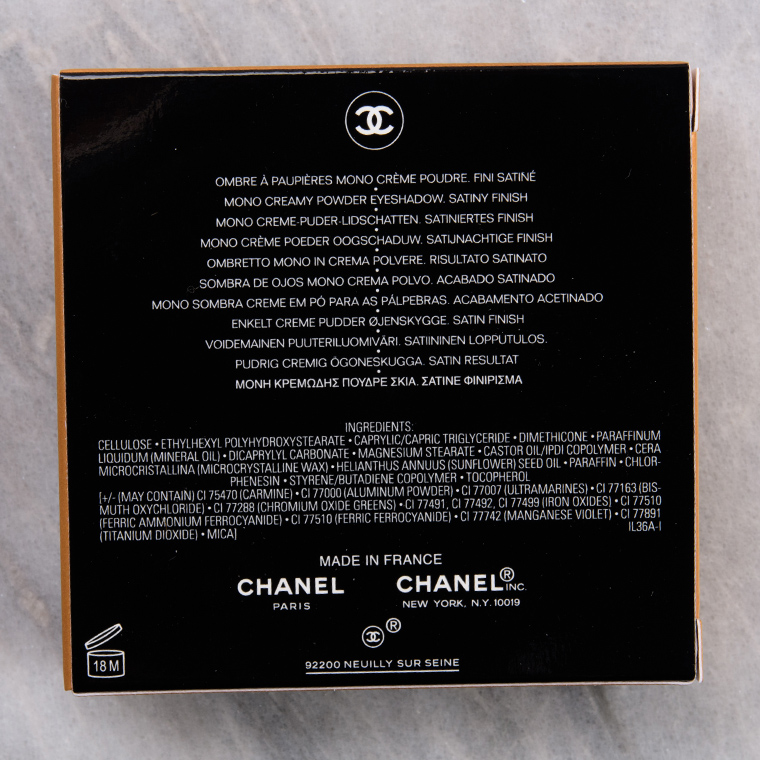 OMBRE À PAUPIÈRES MONO CRÈME POUDRE. FINI SATINÉ
•
MONO CREAMY POWDER EYESHADOW. SATINY FINISH
•
MONO CREME-PUDER-LIDSCHATTEN. SATINIERTES FINISH
•
MONO CRÈME POEDER OOGSCHADUW. SATIJNACHTIGE FINISH
•
OMBRETTO MONO IN CREMA POLVERE. RISULTATO SATINATO
•
SOMBRA DE OJOS MONO CREMA POLVO. ACABADO SATINADO
•
MONO SOMBRA CREME EM PÓ PARA AS PÁLPEBRAS. ACABAMENTO ACETINADO
•
ENKELT CREME PUDDER ØJENSKYGGE. SATIN FINISH
•
VOIDEMAINEN PUUTERILUOMIVÄRI. SATIININEN LOPPUTULOS.
•
PUDRIG CREMIG ÖGONESKUGGA. SATIN RESULTAT
•
ΜΟΝΗ ΚΡΕΜΩΔΗΣ ΠΟΥΔΡΕ ΣΚΙΑ. ΣΑΤΙΝΕ ΦΙΝΙΡΙΣΜΑ
INGREDIENTS:
CELLULOSE • ETHYLHEXYL POLYHYDROXYSTEARATE • CAPRYLIC/CAPRIC TRIGLYCERIDE • DIMETHICONE • PARAFFINUM
LIQUIDUM (MINERAL OIL) • DICAPRYLYL CARBONATE • MAGNESIUM STEARATE • CASTOR OIL/IPDI COPOLYMER • CERA
MICROCRISTALLINA (MICROCRYSTALLINE WAX) • HELIANTHUS ANNUUS (SUNFLOWER) SEED OIL • PARAFFIN • CHLOR-
PHENESIN • STYRENE/BUTADIENE COPOLYMER • TOCOPHEROL
[+/- (MAY CONTAIN) CI 75470 (CARMINE) • CI 77000 (ALUMINUM POWDER) • CI 77007 (ULTRAMARINES) • CI 77163 (BIS-
MUTH OXYCHLORIDE) • CI 77288 (CHROMIUM OXIDE GREENS) • CI 77491, CI 77492, CI 77499 (IRON OXIDES) • CI 77510
(FERRIC AMMONIUM FERROCYANIDE) • CI 77510 (FERRIC FERROCYANIDE) • CI 77742 (MANGANESE VIOLET) • CI 77891
(TITANIUM DIOXIDE) • MICA] IL36A-I
MADE IN FRANCE
CHANEL CHANEL® INC.
PARIS NEW YORK, N.Y. 10019
®
18 M
92200 NEUILLY SUR SEINE